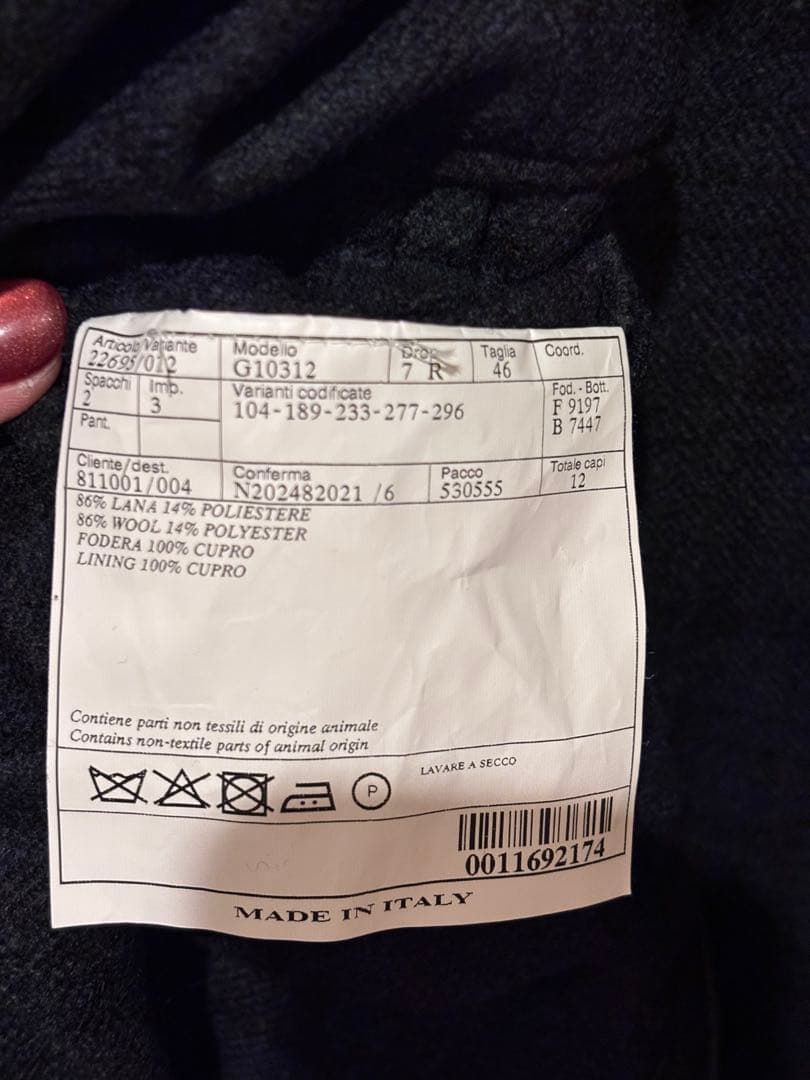 Articolo Variante Modello Drop Taglia Coord.
22695/012 G10312 7 R 46
Spacchi Imp. Varianti codificate Fod. - Bott.
2 3 104-189-233-277-296 F 9197
Pant. B 7447
Cliente/dest. Conferma Pacco Totale capi
811001/004 N202482021 /6 530555 12
86% LANA 14% POLIESTERE
86% WOOL 14% POLYESTER
FODERA 100% CUPRO
LINING 100% CUPRO
Contiene parti non tessili di origine animale
Contains non-textile parts of animal origin
LAVARE A SECCO
P
0011692174
MADE IN ITALY